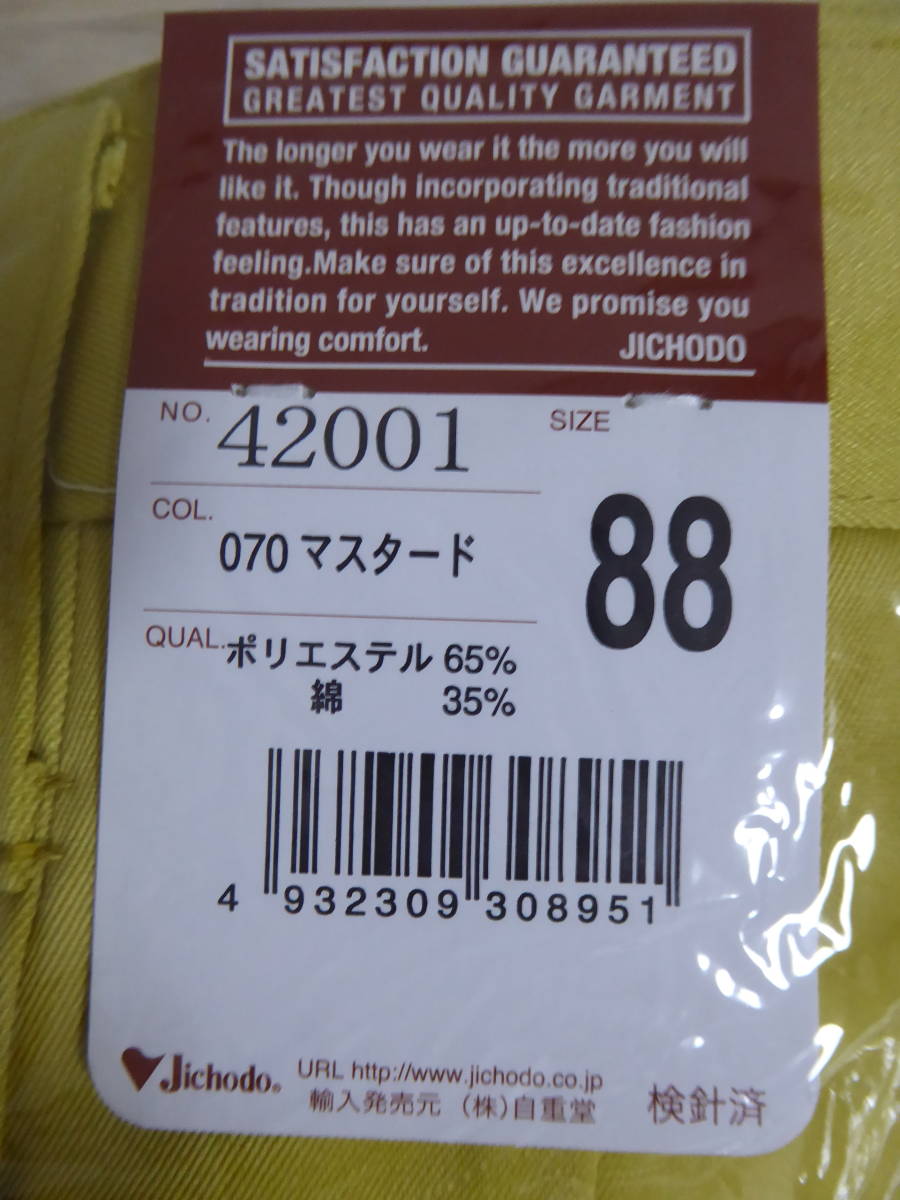 SATISFACTION GUARANTEED
GREATEST QUALITY GARMENT
The longer you wear it the more you will
like it. Though incorporating traditional
features, this has an up-to-date fashion
feeling.Make sure of this excellence in
tradition for yourself. We promise you
wearing comfort. JICHODO
NO. 42001
SIZE
88
COL.
070 マスタード
QUAL. ポリエステル 65%
綿 35%
4 932309 308951
Jichodo® URL http://www.jichodo.co.jp
輸入発売元 (株)自重堂 検針済